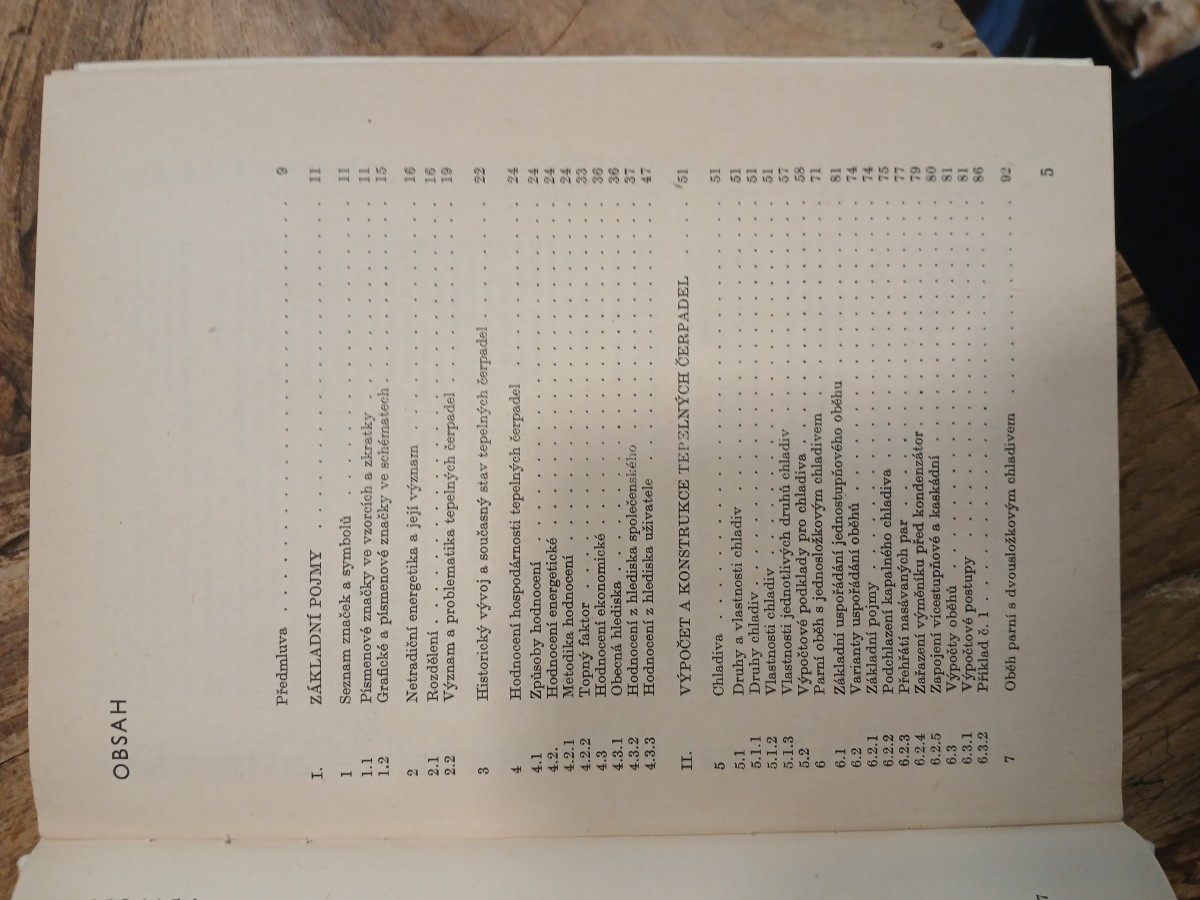 OBSAH
Předmluva . . . . . . . . . . . . . . . . . . . . 9
I. ZÁKLADNÍ POJMY . . . . . . . . . . . . . . . . 11
1 Seznam značek a symbolů . . . . . . . . . . . . . . 11
1.1 Písmenové značky ve vzorcích a zkratky . . . . . . . . . 11
1.2 Grafické a písmenové značky ve schématech . . . . . . . . 15
2 Netradiční energetika a její význam . . . . . . . . . . 16
2.1 Rozdělení . . . . . . . . . . . . . . . . . . 16
2.2 Význam a problematika tepelných čerpadel . . . . . . . . 19
3 Historický vývoj a současný stav tepelných čerpadel . . . . . 22
4 Hodnocení hospodárnosti tepelných čerpadel . . . . . . . 24
4.1 Způsoby hodnocení . . . . . . . . . . . . . . . 24
4.2. Hodnocení energetické . . . . . . . . . . . . . . 24
4.2.1 Metodika hodnocení . . . . . . . . . . . . . . . 24
4.2.2 Topný faktor . . . . . . . . . . . . . . . . . 33
4.3 Hodnocení ekonomické . . . . . . . . . . . . . . 36
4.3.1 Obecná hlediska . . . . . . . . . . . . . . . . 36
4.3.2 Hodnocení z hlediska společenského . . . . . . . . . . 37
4.3.3 Hodnocení z hlediska uživatele . . . . . . . . . . . 47
II. VÝPOČET A KONSTRUKCE TEPELNÝCH ČERPADEL . . . . 51
5 Chladiva . . . . . . . . . . . . . . . . . . . 51
5.1 Druhy a vlastnosti chladiv . . . . . . . . . . . . . 51
5.1.1 Druhy chladiv . . . . . . . . . . . . . . . . . 51
5.1.2 Vlastnosti chladiv . . . . . . . . . . . . . . . . 51
5.1.3 Vlastnosti jednotlivých druhů chladiv . . . . . . . . . 57
5.2 Výpočtové podklady pro chladiva . . . . . . . . . . . 58
6 Parní oběh s jednosložkovým chladivem . . . . . . . . . 71
6.1 Základní uspořádání jednostupňového oběhu . . . . . . . 81
6.2 Varianty uspořádání oběhů . . . . . . . . . . . . . 74
6.2.1 Základní pojmy . . . . . . . . . . . . . . . . 74
6.2.2 Podchlazení kapalného chladiva . . . . . . . . . . . 75
6.2.3 Přehřátí nasávaných par . . . . . . . . . . . . . 77
6.2.4 Zařazení výměníku před kondenzátor . . . . . . . . . 79
6.2.5 Zapojení vícestupňové a kaskádní . . . . . . . . . . 80
6.3 Výpočty oběhů . . . . . . . . . . . . . . . . . 81
6.3.1 Výpočtové postupy . . . . . . . . . . . . . . . 81
6.3.2 Příklad č. 1 . . . . . . . . . . . . . . . . . 86
7 Oběh parní s dvousložkovým chladivem . . . . . . . . . 92
5
7